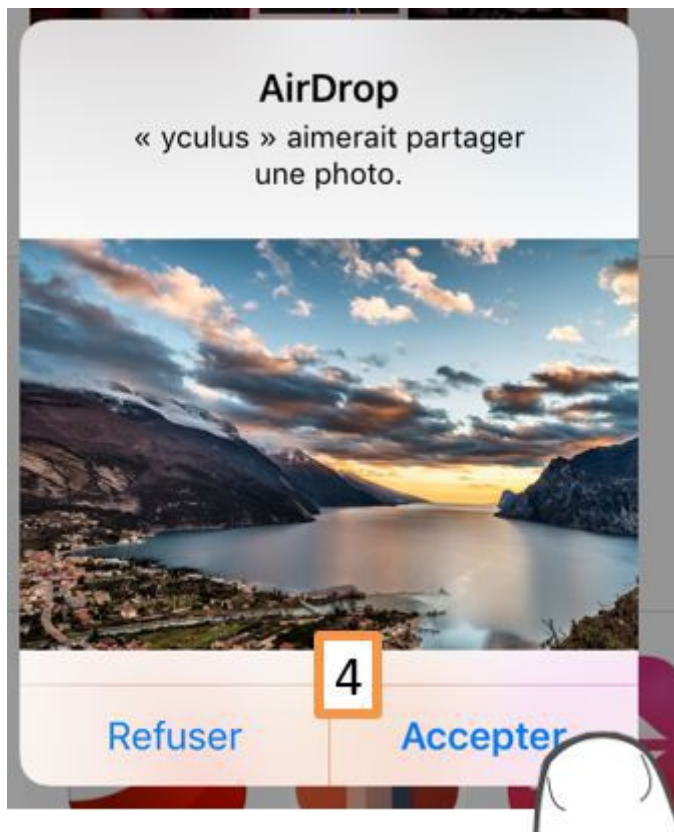 AirDrop
« yculus » aimerait partager
une photo.
4
Refuser
Accepter